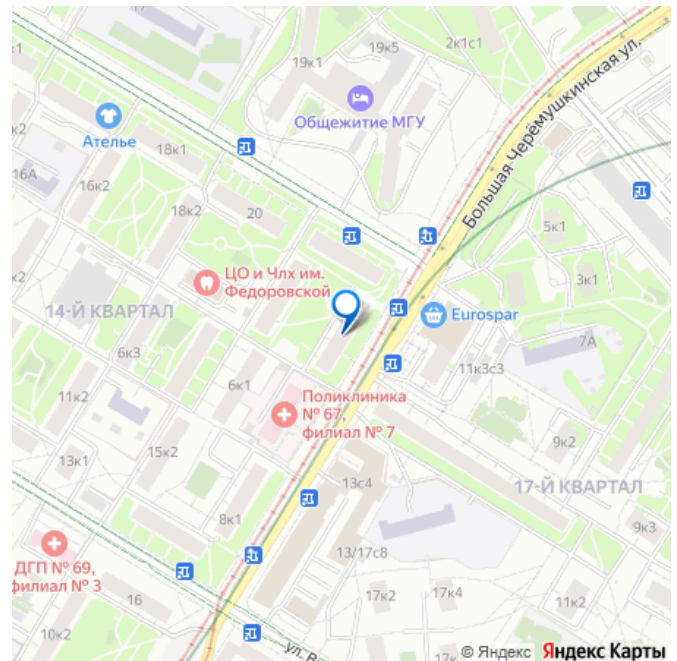 19к5
2к1с1
19к1
Большая Черёмушкинская ул.
Общежитие МГУ
Ателье
18к1
к2
16А
16к2
18к2
20
5к1
3к1
ЦО и Члх им.
Федоровской
к2
14-Й КВАРТАЛ
Eurospar
7А
6к3
11к3с3
6к1
11к2
Поликлиника
№ 67,
филиал № 7
15к2
9к2
13к1
13с4
17-Й КВАРТАЛ
8к1
9к3
ДГП № 69,
филиал № 3
13/17с8
16
17к2
17к4
11к2
10к2
ул. В
© Яндекс Яндекс Карты